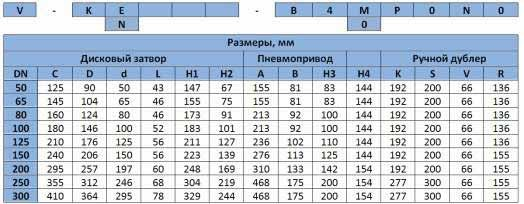 V - K E - B 4 M P 0 N 0
N 0
Размеры, мм
Дисковый затвор Пневмопривод Ручной дублер
DN C D d L H1 H2 A B H3 H4 K S V R
50 125 90 50 43 147 67 155 81 83 144 192 200 66 136
65 145 104 65 46 155 75 155 81 83 144 192 200 66 136
80 160 124 80 46 173 91 213 92 100 144 192 200 66 136
100 180 146 100 52 183 101 213 92 100 144 192 200 66 136
125 210 176 125 56 211 127 236 102 110 144 192 200 66 136
150 240 206 150 56 223 139 276 113 125 144 192 200 66 155
200 295 257 197 60 248 169 310 133 142 154 192 200 66 155
250 355 312 246 68 304 219 468 175 200 154 277 300 66 155
300 410 364 295 78 329 244 468 175 200 154 277 300 66 155